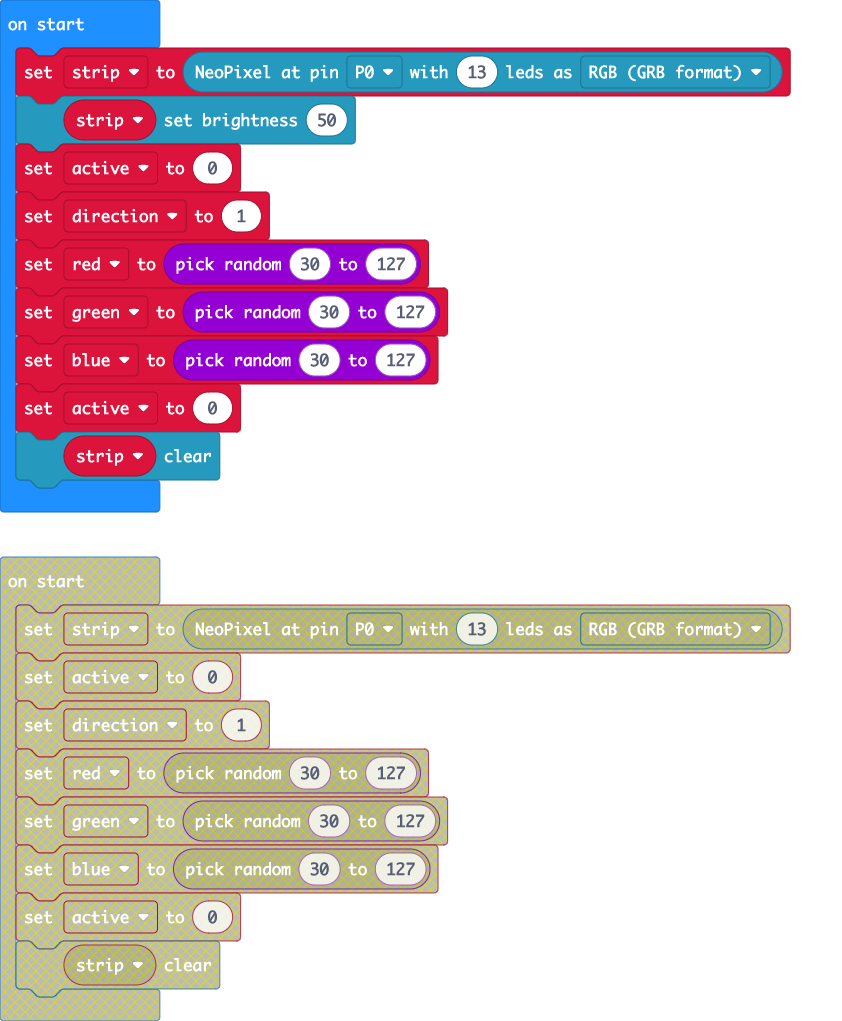 on start
set strip to NeoPixel at pin P0 with 13 leds as RGB (GRB format)
strip set brightness 50
set active to 0
set direction to 1
set red to pick random 30 to 127
set green to pick random 30 to 127
set blue to pick random 30 to 127
set active to 0
strip clear
on start
set strip to NeoPixel at pin P0 with 13 leds as RGB (GRB format)
set active to 0
set direction to 1
set red to pick random 30 to 127
set green to pick random 30 to 127
set blue to pick random 30 to 127
set active to 0
strip clear